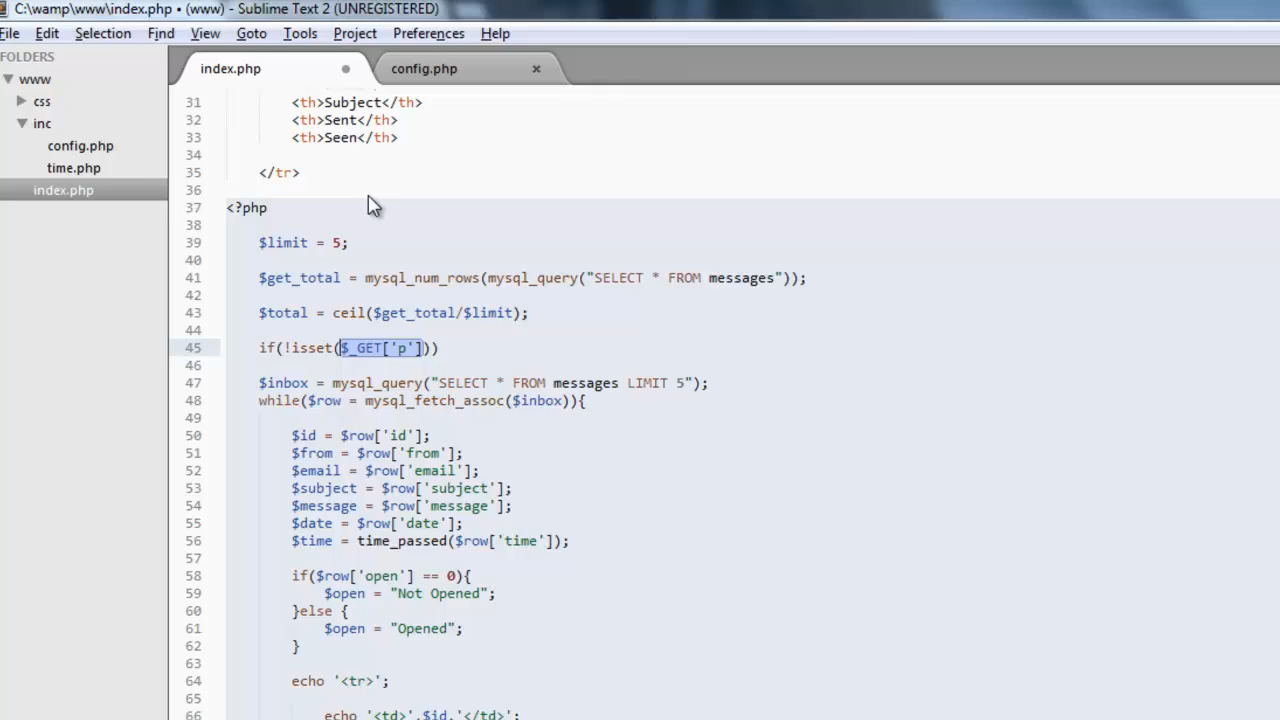 C:\wamp\www\index.php • (www) - Sublime Text 2 (UNREGISTERED)
File Edit Selection Find View Goto Tools Project Preferences Help
FOLDERS
www
css
inc
config.php
time.php
index.php
index.php config.php
31 <th>Subject</th>
32 <th>Sent</th>
33 <th>Seen</th>
34
35 </tr>
36
37 <?php
38
39 $limit = 5;
40
41 $get_total = mysql_num_rows(mysql_query("SELECT * FROM messages"));
42
43 $total = ceil($get_total/$limit);
44
45 if(!isset($_GET['p']))
46
47 $inbox = mysql_query("SELECT * FROM messages LIMIT 5");
48 while($row = mysql_fetch_assoc($inbox)){
49
50 $id = $row['id'];
51 $from = $row['from'];
52 $email = $row['email'];
53 $subject = $row['subject'];
54 $message = $row['message'];
55 $date = $row['date'];
56 $time = time_passed($row['time']);
57
58 if($row['open'] == 0){
59 $open = "Not Opened";
60 }else {
61 $open = "Opened";
62 }
63
64 echo '<tr>';
65
66 echo '<td>'.$id.'</td>';